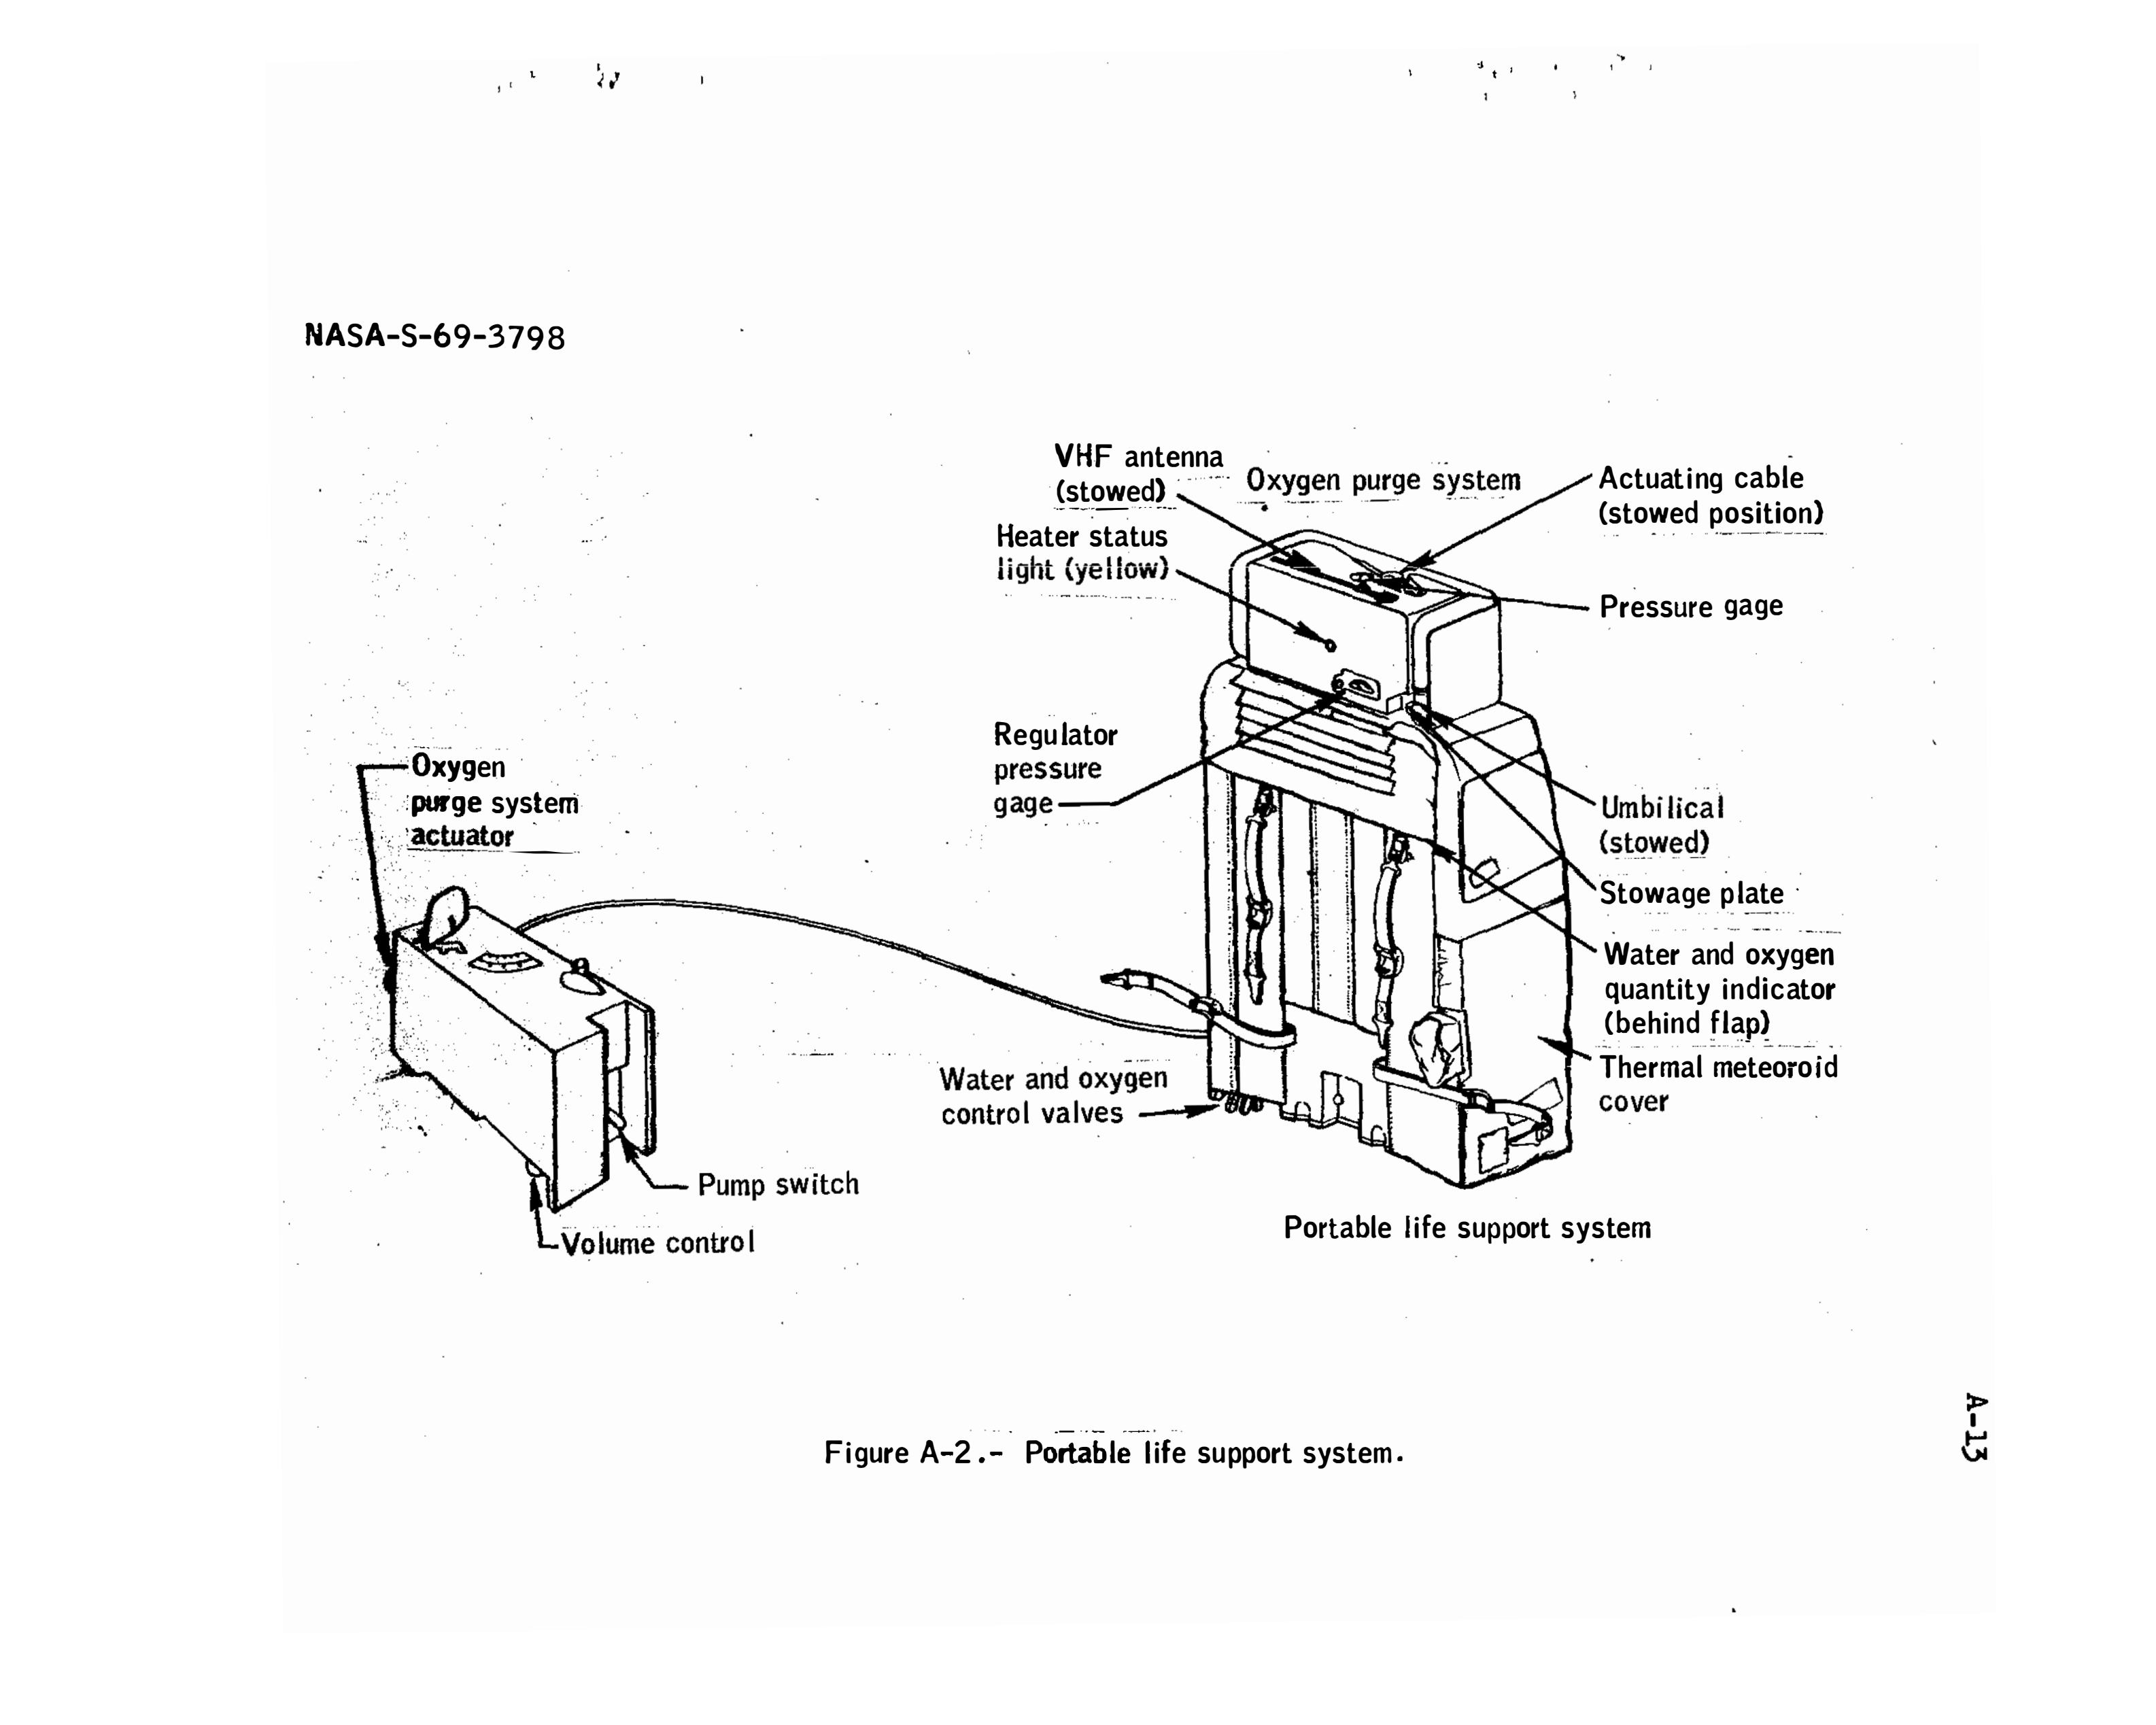 NASA-S-69-3798
VHF antenna
(stowed)
Oxygen purge system
Actuating cable
(stowed position)
Heater status
light (yellow)
Pressure gage
Regulator
pressure
gage
Oxygen
purge system
actuator
Umbilical
(stowed)
Stowage plate
Water and oxygen
quantity indicator
(behind flap)
Thermal meteoroid
cover
Water and oxygen
control valves
Pump switch
Volume control
Portable life support system
Figure A-2.- Portable life support system.
A-13